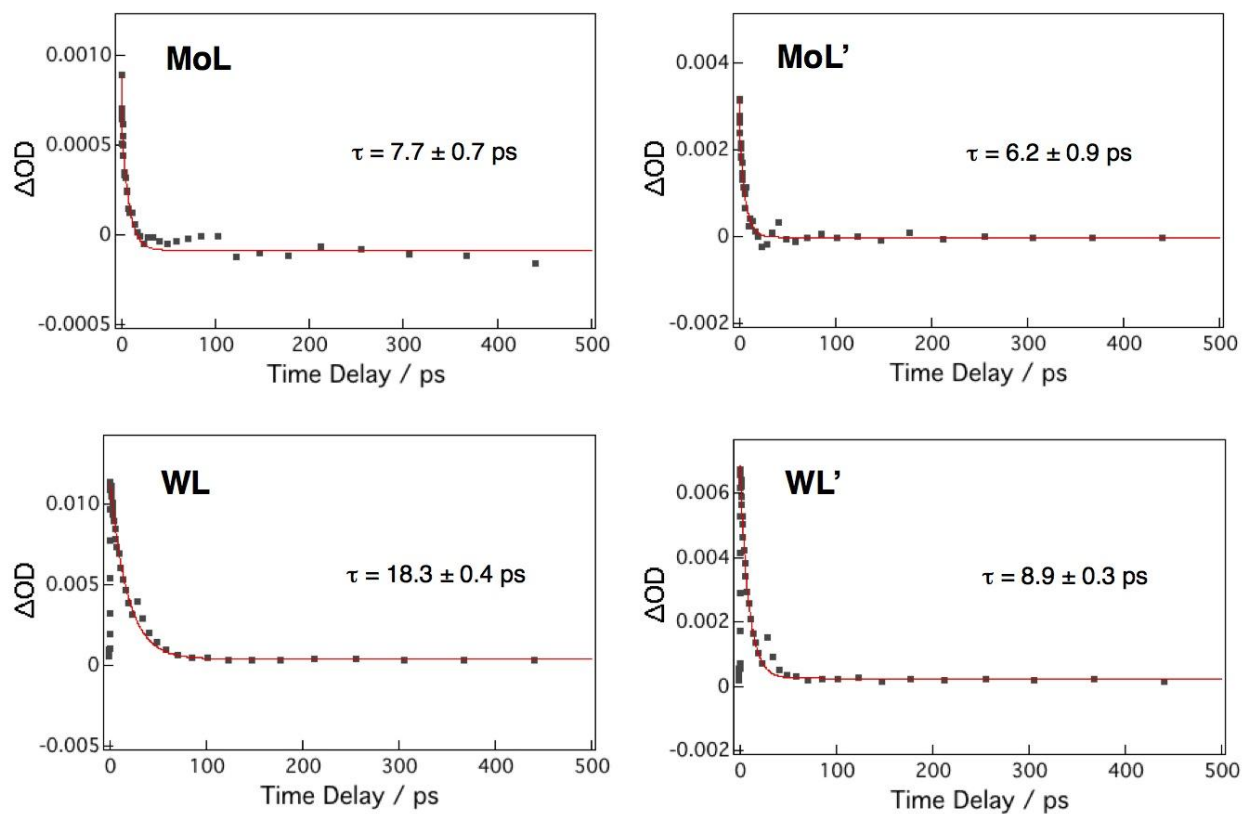 MoL
ΔOD
0.0010
0.0005
0
-0.0005
τ = 7.7 ± 0.7 ps
0 100 200 300 400 500
Time Delay / ps
MoL’
ΔOD
0.004
0.002
0
-0.002
τ = 6.2 ± 0.9 ps
0 100 200 300 400 500
Time Delay / ps
WL
ΔOD
0.010
0.005
0
-0.005
τ = 18.3 ± 0.4 ps
0 100 200 300 400 500
Time Delay / ps
WL’
ΔOD
0.006
0.004
0.002
0
-0.002
τ = 8.9 ± 0.3 ps
0 100 200 300 400 500
Time Delay / ps